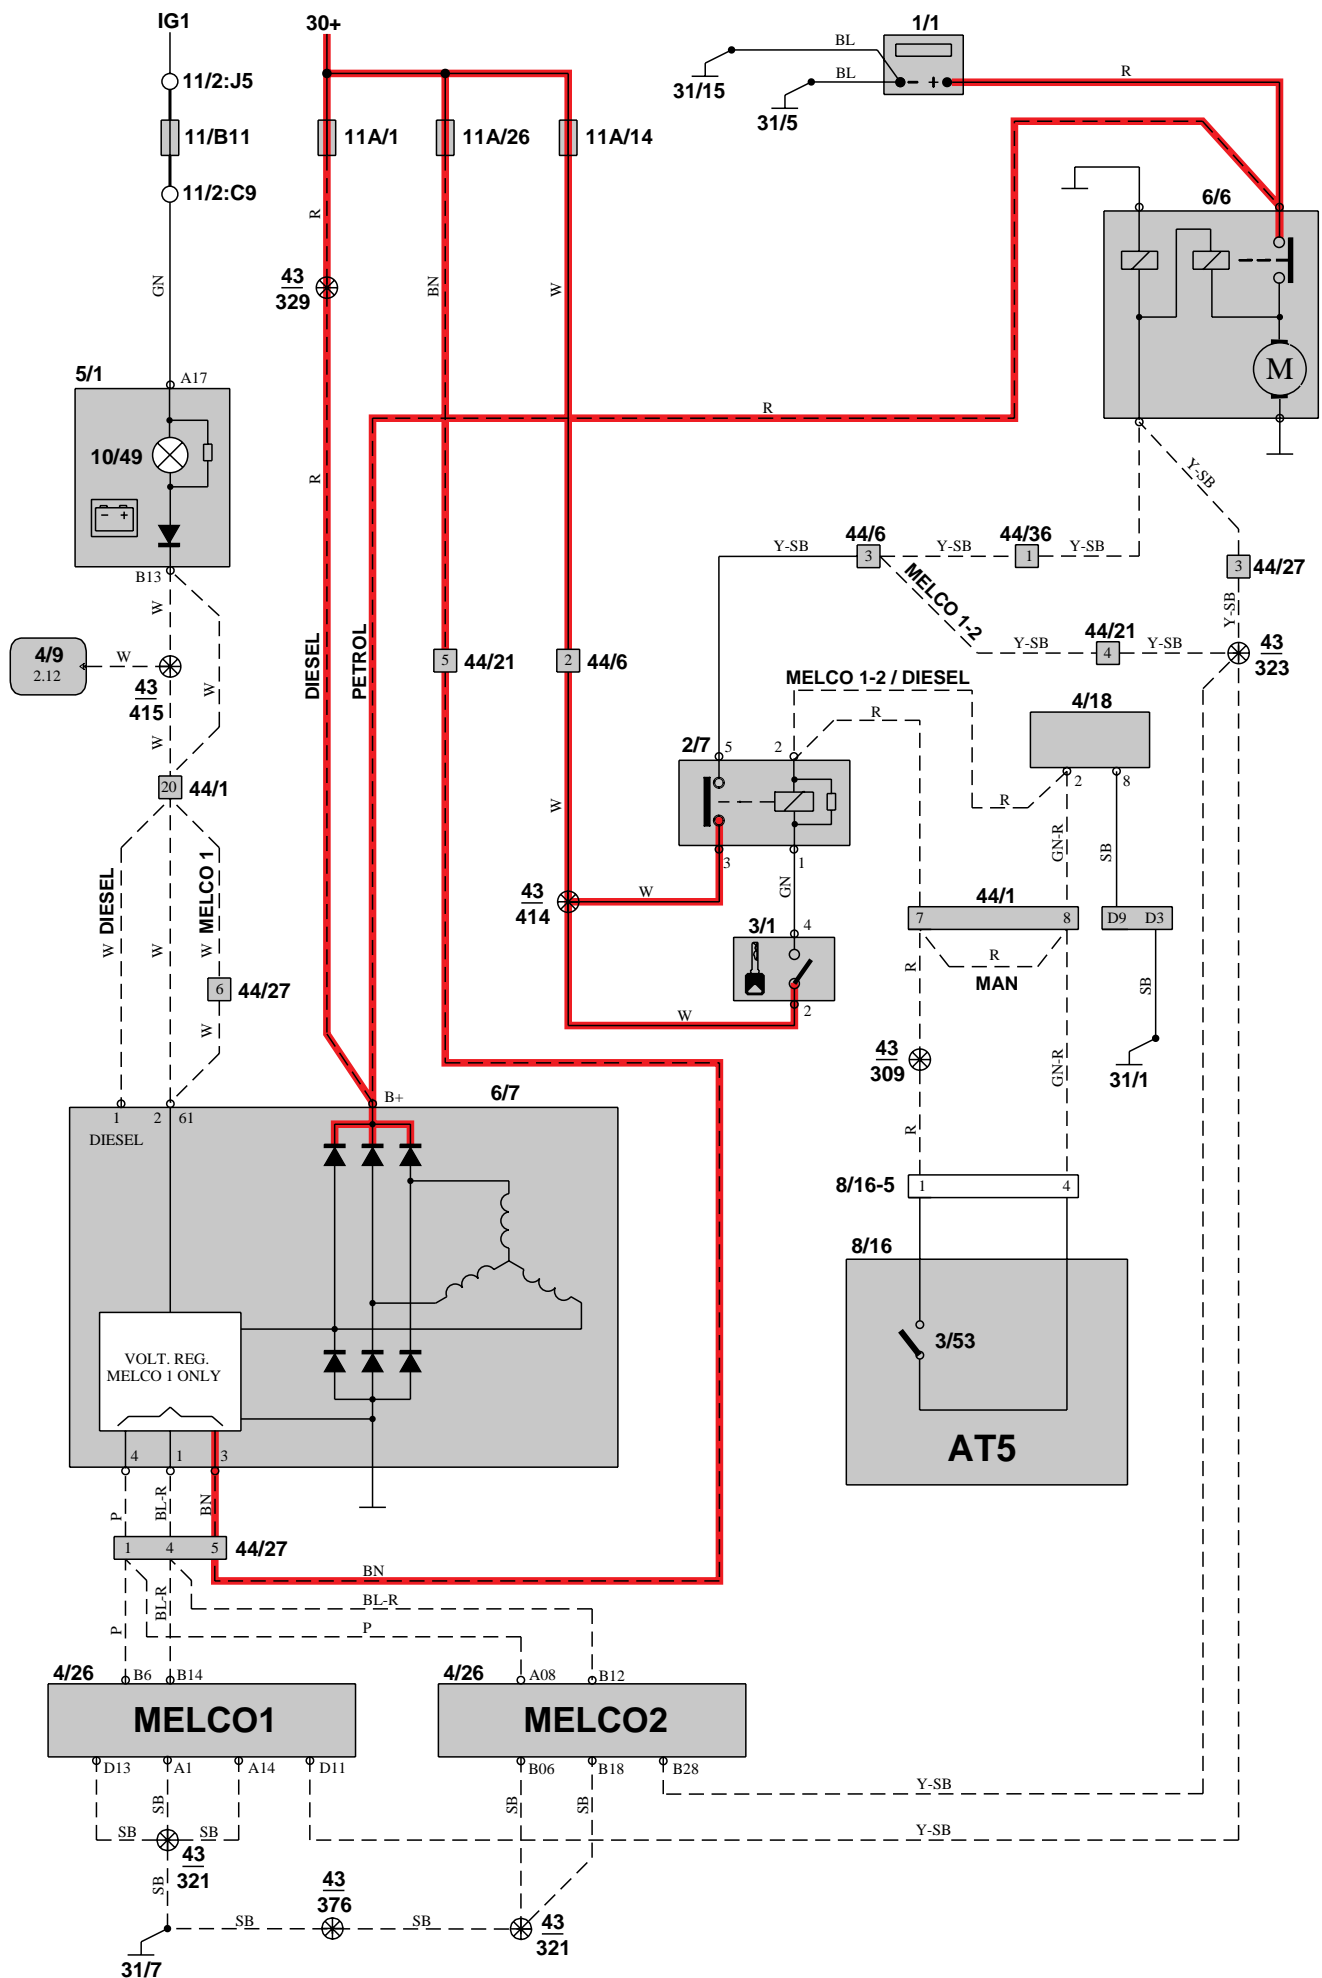 IG1
30+
1/1
11/2:J5
BL
BL
R
31/15
31/5
- +
11/B11
11A/1
11A/26
11A/14
11/2:C9
6/6
R
GN
BN
W
43
329
M
5/1
A17
R
10/49
R
- +
B13
Y-SB
44/6
44/36
Y-SB
3
Y-SB
1
Y-SB
3
44/27
MELCO 1-2
W
Y-SB
4/9
2.12
W
43
415
W
DIESEL
PETROL
5
44/21
2
44/6
44/21
Y-SB
4
Y-SB
43
323
MELCO 1-2 / DIESEL
4/18
R
W
2/7
5
2
20
44/1
W
R
2
8
3
1
GN-R
SB
DIESEL
MELCO 1
43
414
W
GN
44/1
7
8
D9
D3
3/1
4
W
W
W
R
MAN
R
SB
6
44/27
2
W
W
43
309
GN-R
31/1
B+
6/7
1
2
61
DIESEL
R
8/16-5
1
4
8/16
3/53
VOLT. REG.
MELCO 1 ONLY
AT5
4
1
3
P
BL-R
BN
1
4
5
44/27
BN
BL-R
BL-R
P
P
4/26
B6
B14
4/26
A08
B12
MELCO1
MELCO2
D13
A1
A14
D11
B06
B18
B28
Y-SB
SB
SB
SB
SB
SB
Y-SB
43
321
SB
43
376
SB
SB
43
321
31/7